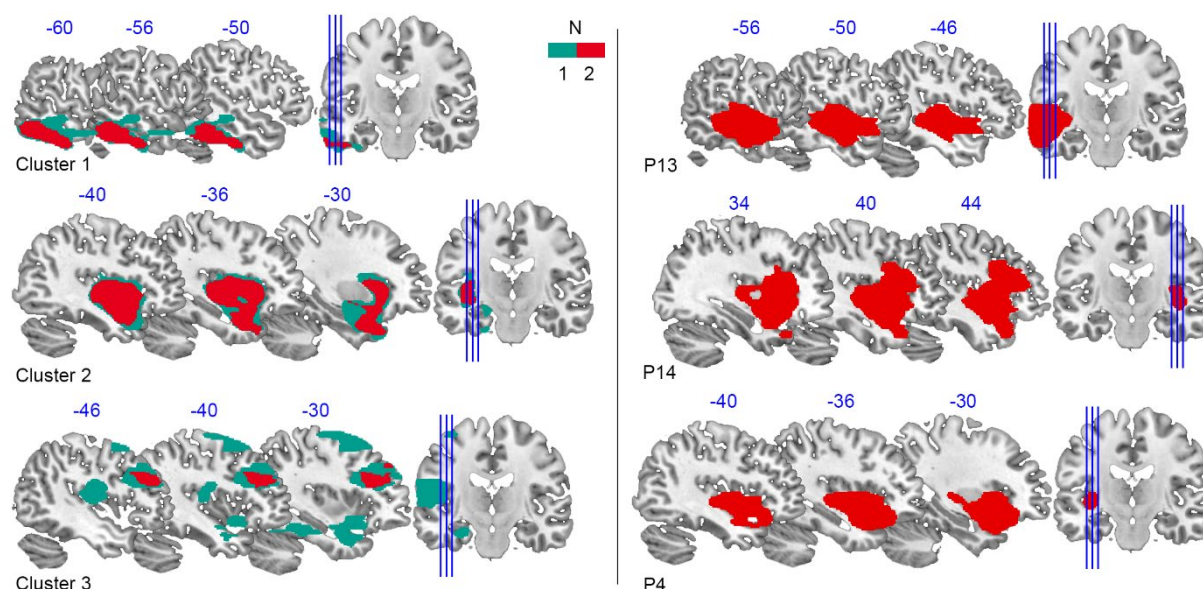 -60 -56 -50
N
1 2
Cluster 1
-40 -36 -30
Cluster 2
-46 -40 -30
Cluster 3
-56 -50 -46
P13
34 40 44
P14
-40 -36 -30
P4